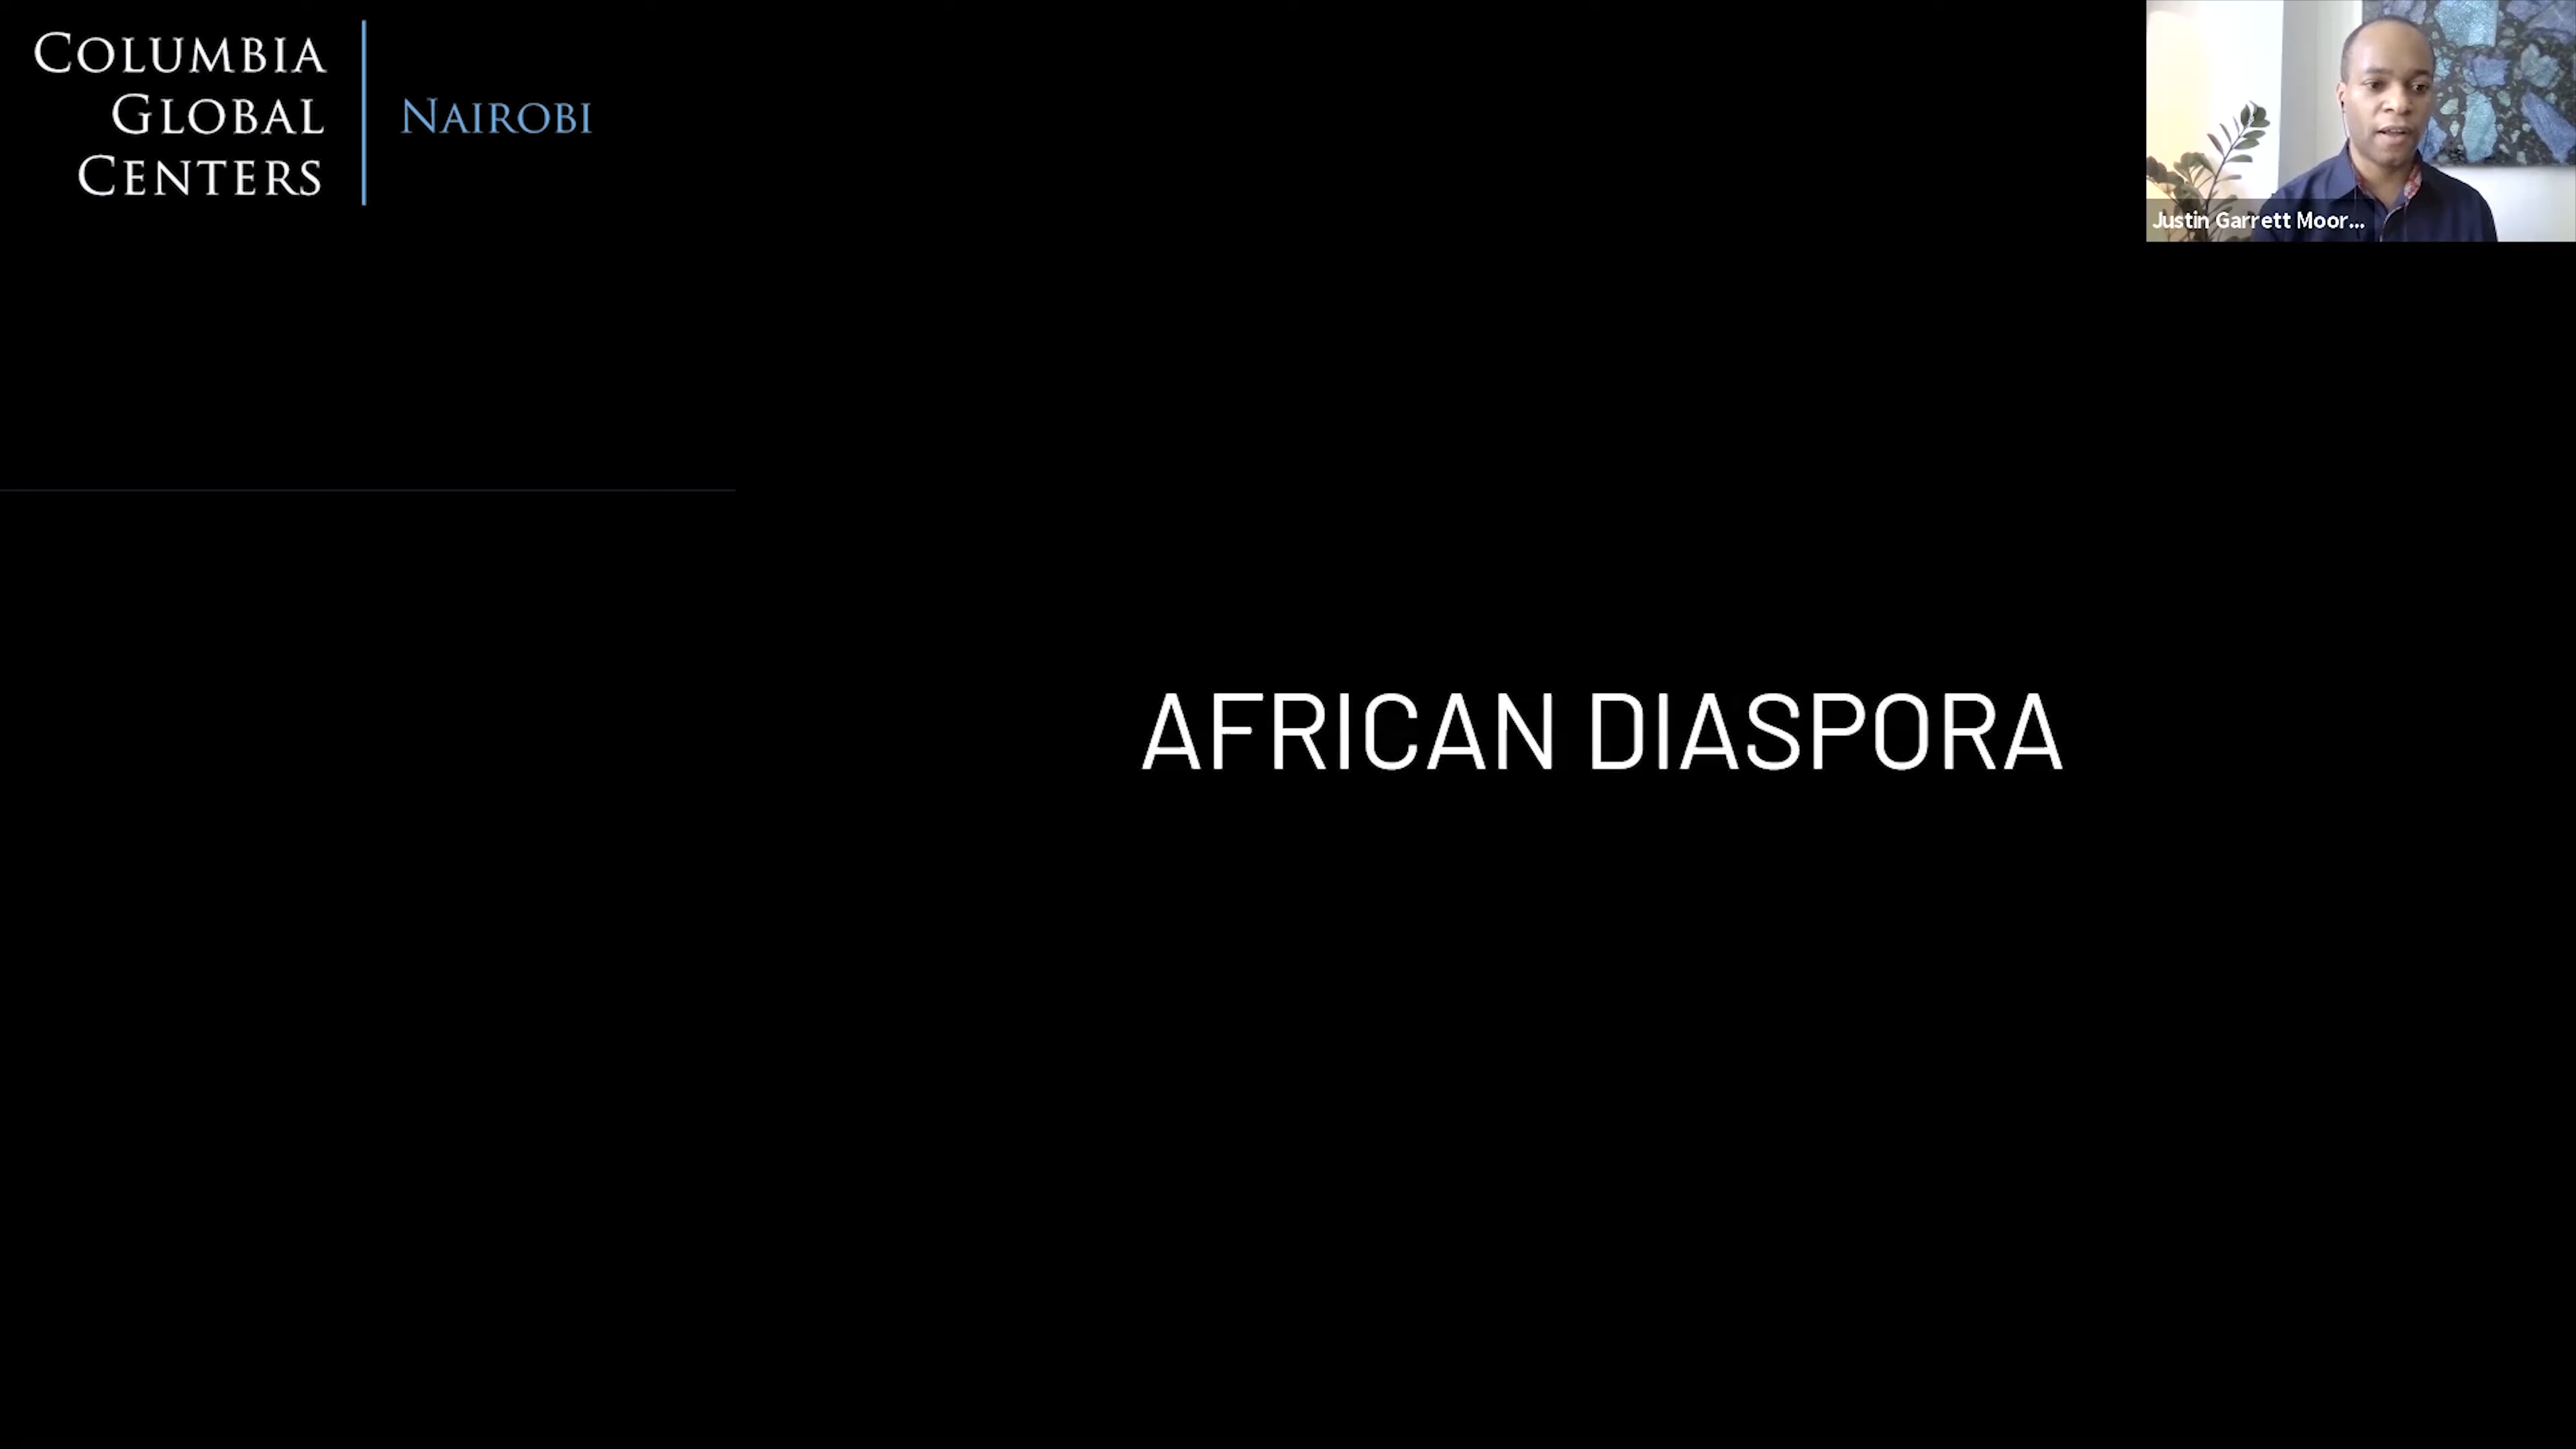 COLUMBIA
GLOBAL
CENTERS
NAIROBI
Justin Garrett Moor...
AFRICAN DIASPORA